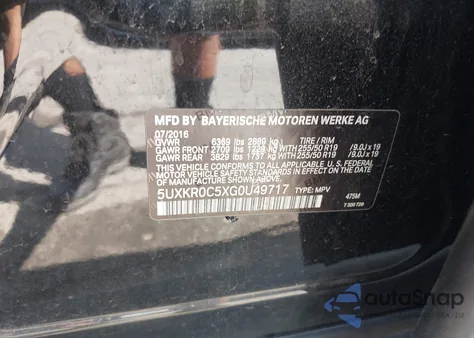 MFD BY BAYERISCHE MOTOREN WERKE AG
07/2016
GVWR 6369 lbs 2889 kg TIRE / RIM
GAWR FRONT 2709 lbs 1229 kg WITH 255/50 R19 /9.0J x 19
GAWR REAR 3829 lbs 1737 kg WITH 255/50 R19 /9.0J x 19
THIS VEHICLE CONFORMS TO ALL APPLICABLE U.S. FEDERAL
MOTOR VEHICLE SAFETY STANDARDS IN EFFECT ON THE
DATE OF MANUFACTURE SHOWN ABOVE.
5UXKR0C5XG0U49717 TYPE: MPV 475M
autoSnap